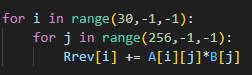 for i in range(30,-1,-1):
    for j in range(256,-1,-1):
        Rrev[i] += A[i][j]*B[j]